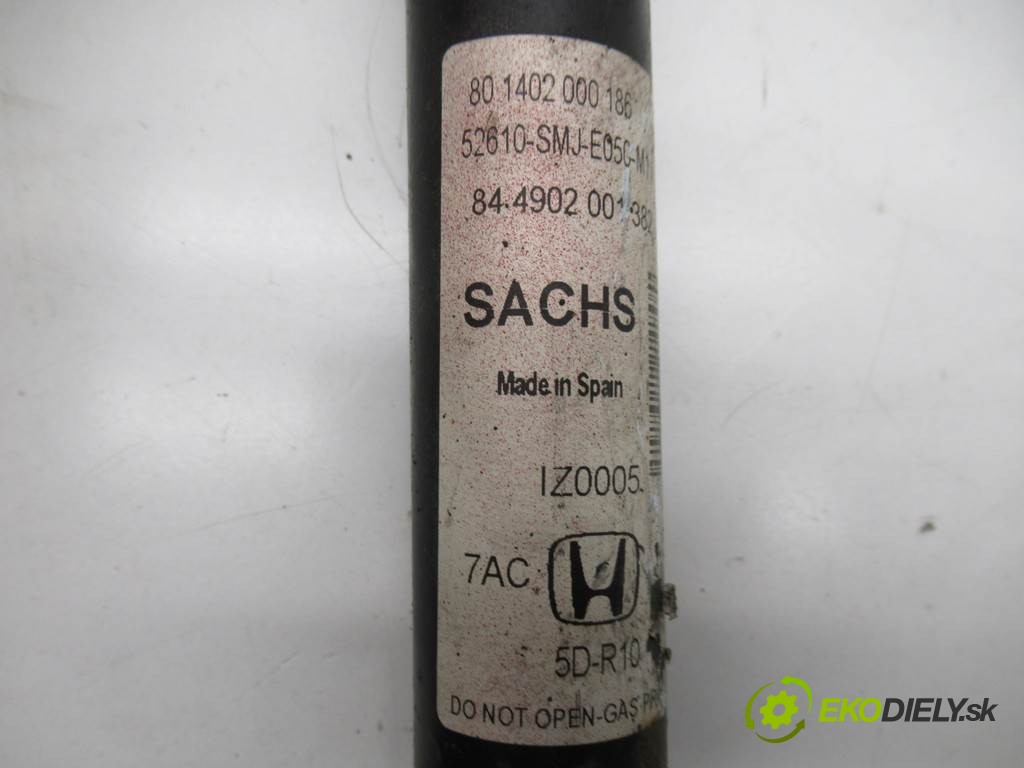 80 1402 000 186
52610-SMJ-E050-M1
84 4902 001 382
SACHS
Made in Spain
IZ0005
7AC
5D-R10
DO NOT OPEN-GAS
EKODIELY.sk